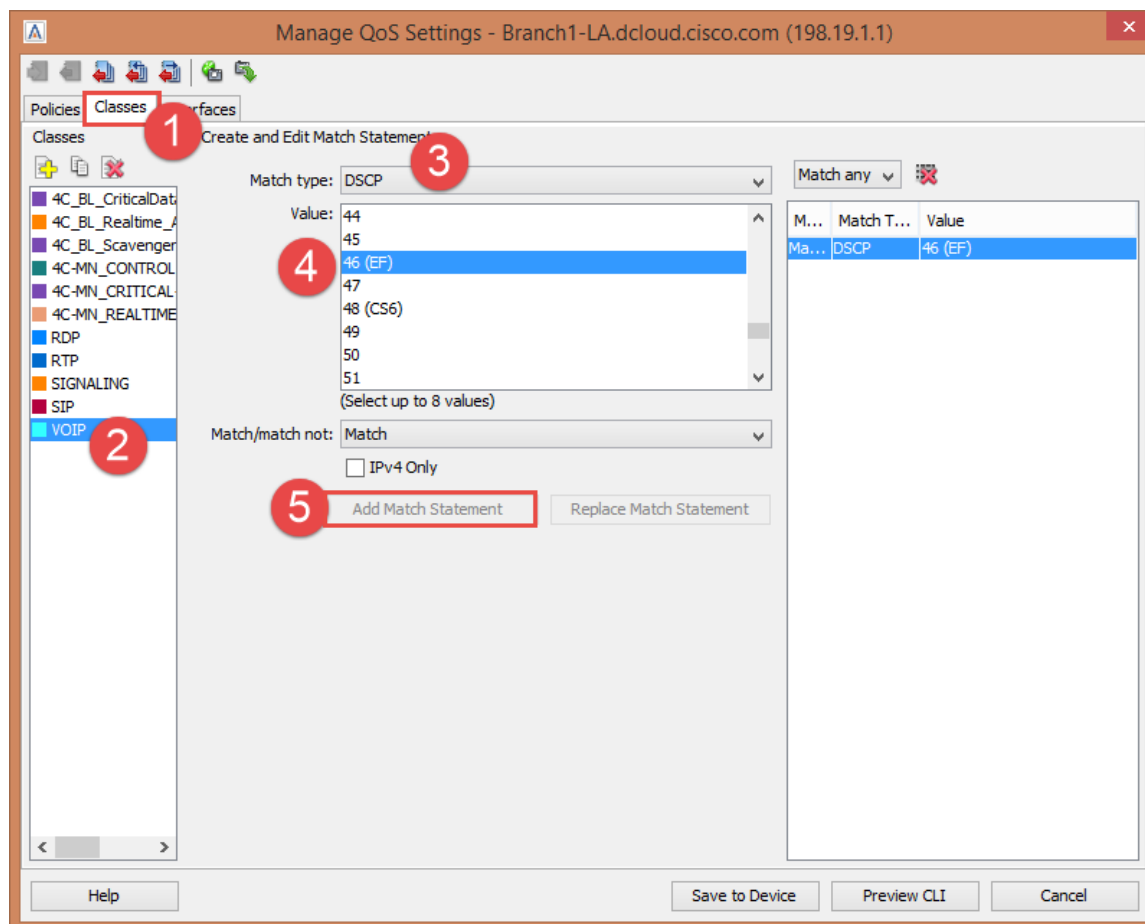 Manage QoS Settings - Branch1-LA.dcloud.cisco.com (198.19.1.1)
Policies Classes rfaces
1
Classes
Create and Edit Match Statement
3
Match type: DSCP
Match any
4C_BL_CriticalData
4C_BL_Realtime_A
4C_BL_Scavenger
4C-MN_CONTROL
4C-MN_CRITICAL-
4C-MN_REALTIME
RDP
RTP
SIGNALING
SIP
VOIP
2
Value: 44
45
46 (EF)
47
48 (CS6)
49
50
51
4
(Select up to 8 values)
Match/match not: Match
IPv4 Only
5
Add Match Statement Replace Match Statement
M... Match T... Value
Ma... DSCP 46 (EF)
Help Save to Device Preview CLI Cancel